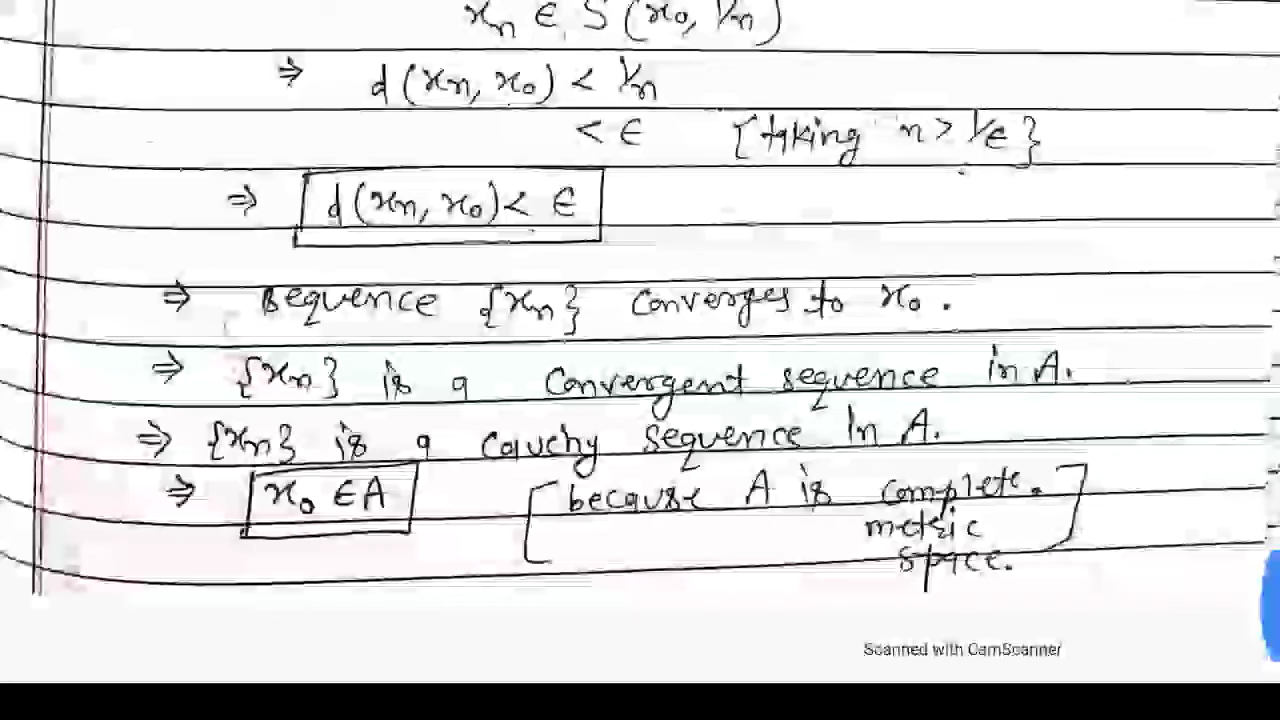 xn ∈ S (x0, 1/n)
⇒ d(xn, x0) < 1/n
< ϵ [taking n > 1/ϵ}
⇒ d(xn, x0) < ϵ
⇒ sequence {xn} converges to x0.
⇒ {xn} is a convergent sequence in A.
⇒ {xn} is a cauchy sequence in A.
⇒ x0 ∈ A [because A is complete.
metric
space.]
Scanned with CamScanner